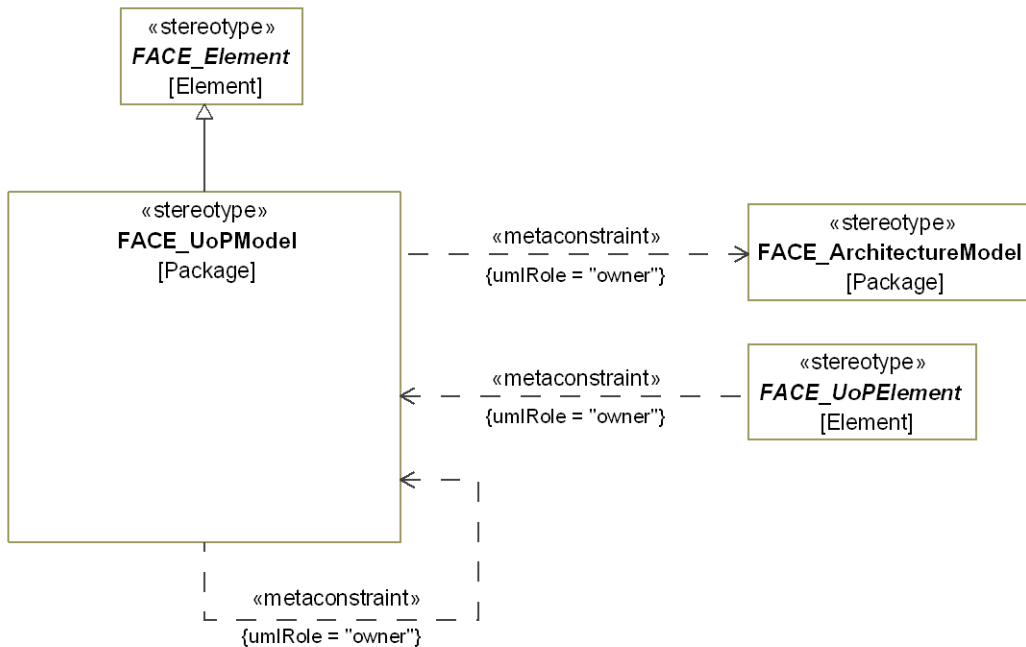 «stereotype»
FACE_Element
[Element]
«stereotype»
FACE_UoPModel
[Package]
«metaconstraint»
{umlRole = "owner"}
«stereotype»
FACE_ArchitectureModel
[Package]
«metaconstraint»
{umlRole = "owner"}
«stereotype»
FACE_UoPElement
[Element]
«metaconstraint»
{umlRole = "owner"}